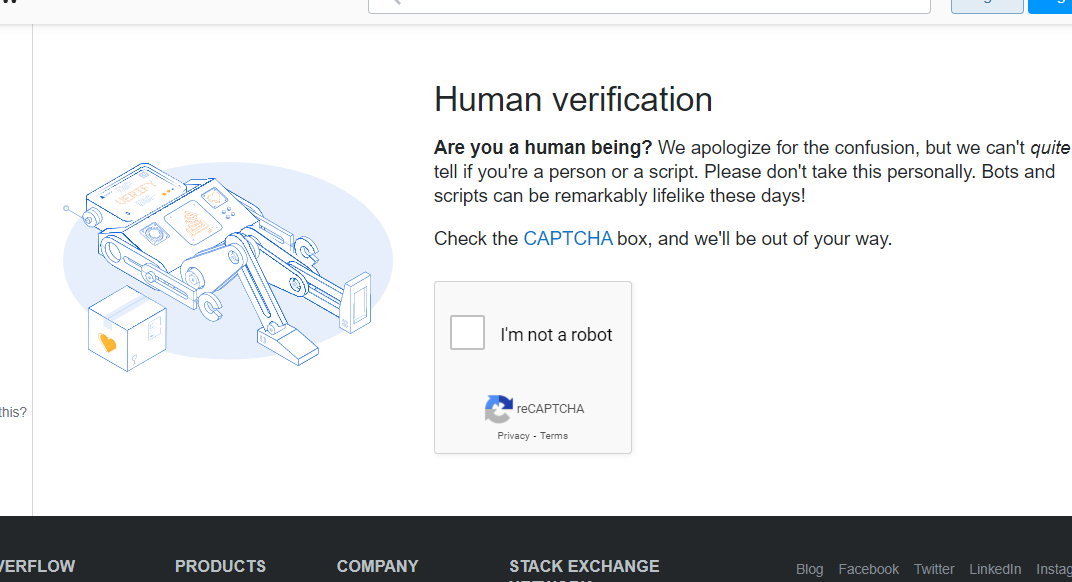 Human verification
Are you a human being? We apologize for the confusion, but we can't quite
tell if you're a person or a script. Please don't take this personally. Bots and
scripts can be remarkably lifelike these days!
Check the CAPTCHA box, and we'll be out of your way.
VERIFY
I'm not a robot
reCAPTCHA
Privacy - Terms
this?
VERFLOW PRODUCTS COMPANY STACK EXCHANGE
Blog Facebook Twitter LinkedIn Instag